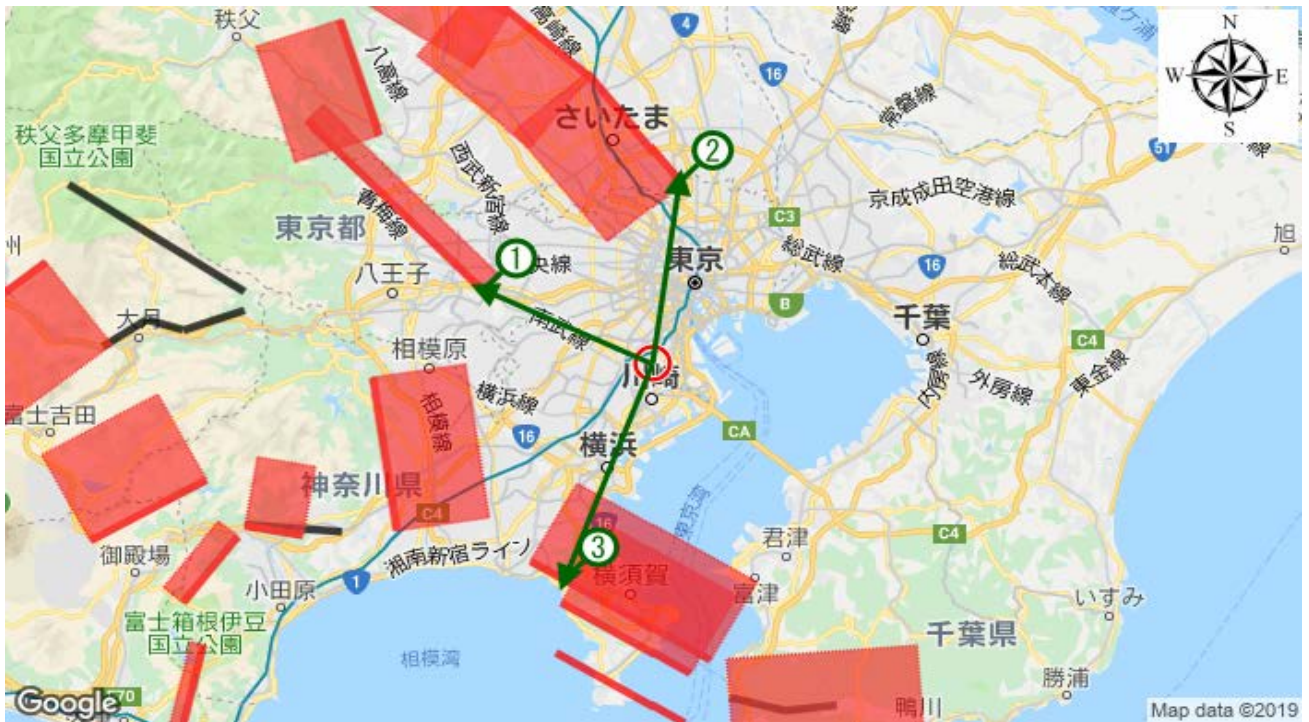 秩父
八高線
高崎線
4
16
N
W E
S
さいたま
常磐線
51
秩父多摩甲斐
国立公園
西武新宿線
②
青梅線
東京都
C3
京成成田空港線
州
①
央線
東京
総武線
16
総武本線
旭
八王子
B
千葉
大月
南武線
相模原
川崎
C4
内房線
外房線
東金線
富士吉田
相模線
横浜線
16
CA
横浜
神奈川県
C4
16
東京湾
君津
C4
御殿場
湘南新宿ライン
③
横須賀
富津
いすみ
小田原
1
富士箱根伊豆
国立公園
千葉県
相模湾
勝浦
鴨川
Google
E70
Map data ©2019